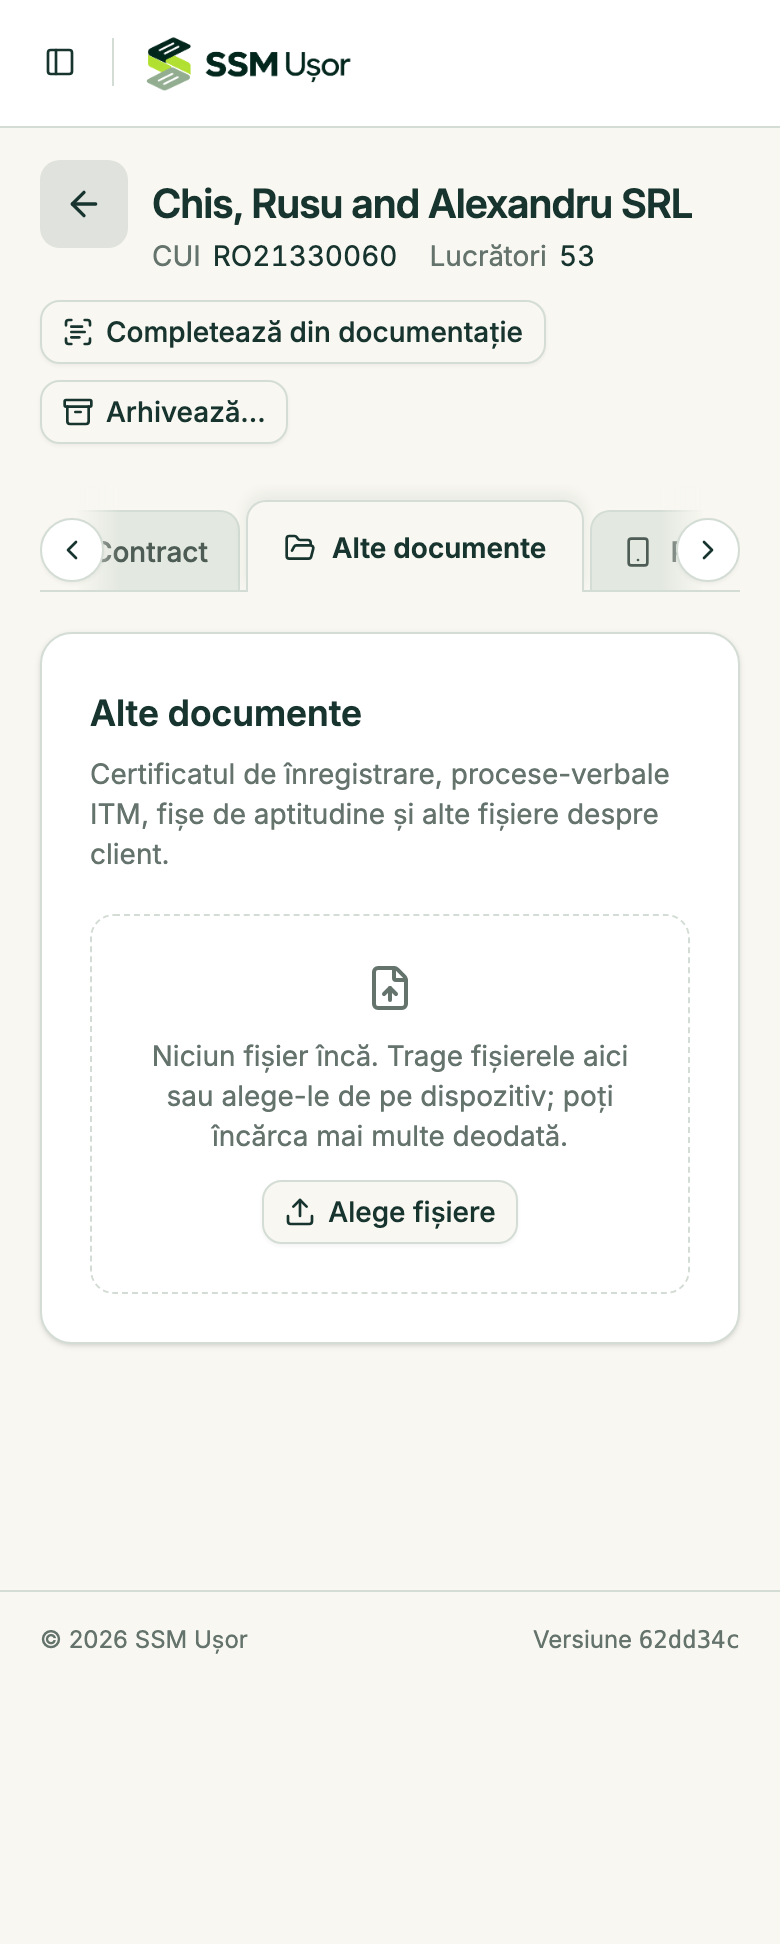 SSM Ușor
Chis, Rusu and Alexandru SRL
CUI RO21330060 Lucrători 53
Completează din documentație
Arhivează...
Contract
Alte documente
Alte documente
Certificatul de înregistrare, procese-verbale
ITM, fișe de aptitudine și alte fișiere despre
client.
Niciun fișier încă. Trage fișierele aici
sau alege-le de pe dispozitiv; poți
încărca mai multe deodată.
Alege fișiere
© 2026 SSM Ușor
Versiune 62dd34c